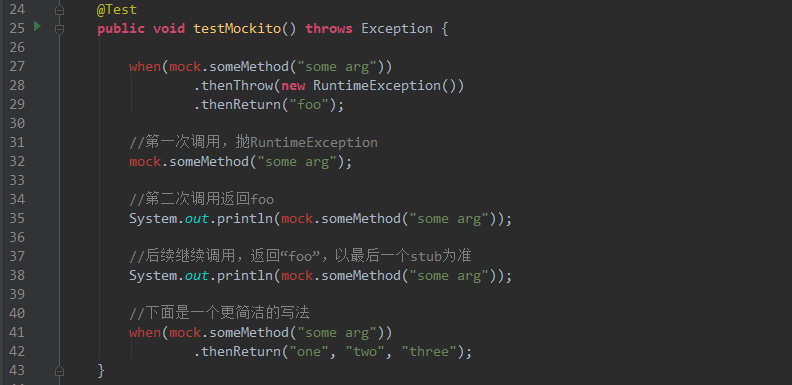 24 @Test
25 public void testMockito() throws Exception {
26
27 when(mock.someMethod("some arg"))
28 .thenThrow(new RuntimeException())
29 .thenReturn("foo");
30
31 //第一次调用，抛RuntimeException
32 mock.someMethod("some arg");
33
34 //第二次调用返回foo
35 System.out.println(mock.someMethod("some arg"));
36
37 //后续继续调用，返回“foo”，以最后一个stub为准
38 System.out.println(mock.someMethod("some arg"));
39
40 //下面是一个更简洁的写法
41 when(mock.someMethod("some arg"))
42 .thenReturn("one", "two", "three");
43 }